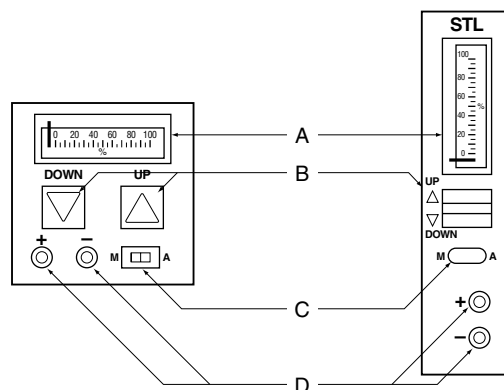 STL
100
80
60
%
40
20
0
0 20 40 60 80 100
%
A
DOWN UP
B
UP
DOWN
+ −
M A
M A
C
+
−
D